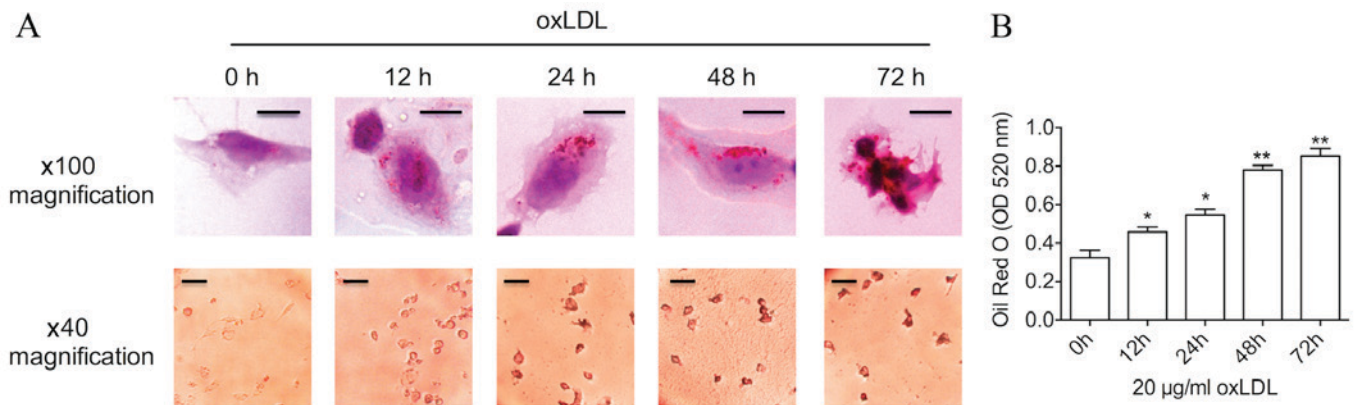 A
oxLDL
0 h 12 h 24 h 48 h 72 h
x100
magnification
x40
magnification
B
Oil Red O (OD 520 nm)
1.0
0.8
0.6
0.4
0.2
0.0
* * ** **
0h 12h 24h 48h 72h
20 µg/ml oxLDL